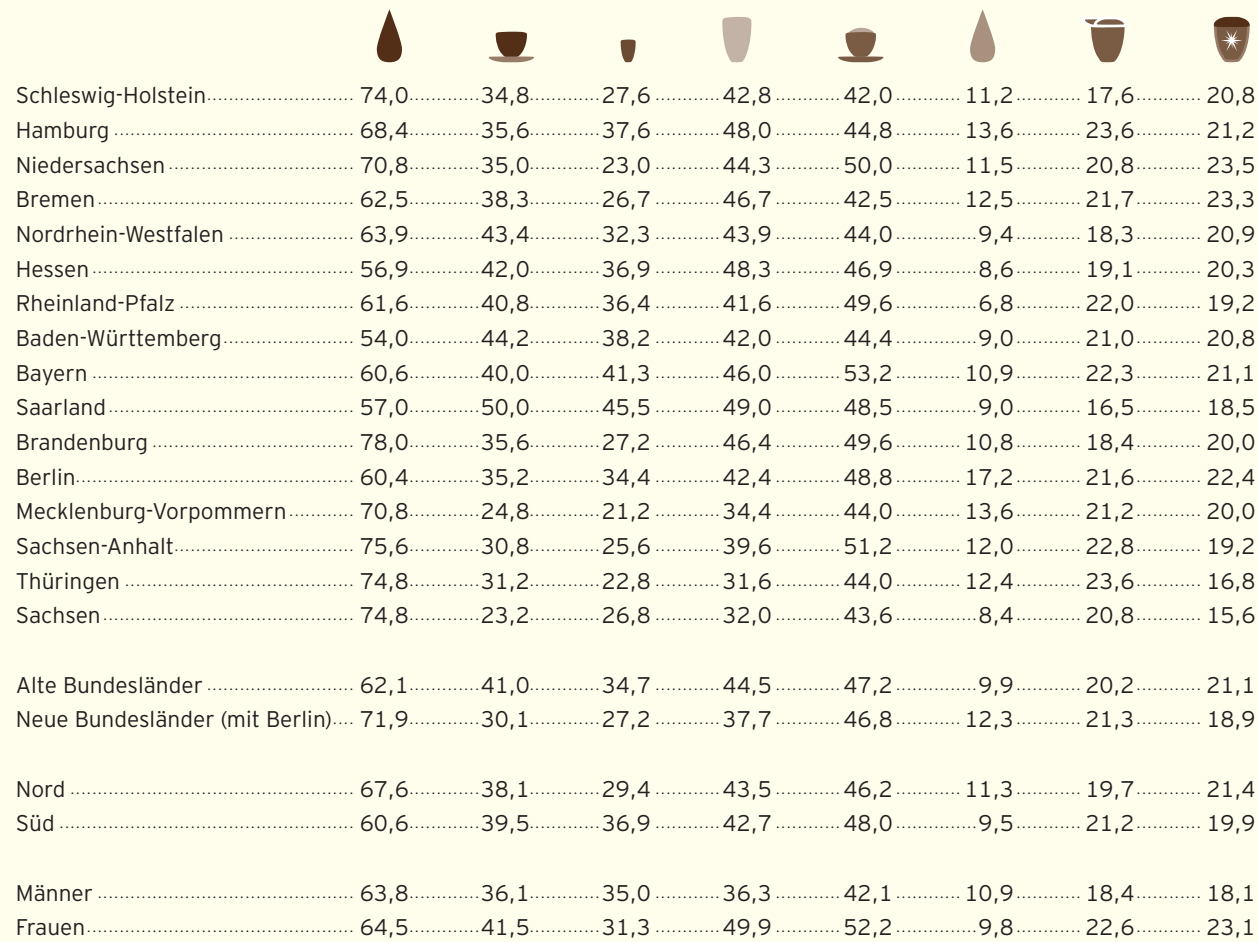 Schleswig-Holstein 74,0 34,8 27,6 42,8 42,0 11,2 17,6 20,8
Hamburg 68,4 35,6 37,6 48,0 44,8 13,6 23,6 21,2
Niedersachsen 70,8 35,0 23,0 44,3 50,0 11,5 20,8 23,5
Bremen 62,5 38,3 26,7 46,7 42,5 12,5 21,7 23,3
Nordrhein-Westfalen 63,9 43,4 32,3 43,9 44,0 9,4 18,3 20,9
Hessen 56,9 42,0 36,9 48,3 46,9 8,6 19,1 20,3
Rheinland-Pfalz 61,6 40,8 36,4 41,6 49,6 6,8 22,0 19,2
Baden-Württemberg 54,0 44,2 38,2 42,0 44,4 9,0 21,0 20,8
Bayern 60,6 40,0 41,3 46,0 53,2 10,9 22,3 21,1
Saarland 57,0 50,0 45,5 49,0 48,5 9,0 16,5 18,5
Brandenburg 78,0 35,6 27,2 46,4 49,6 10,8 18,4 20,0
Berlin 60,4 35,2 34,4 42,4 48,8 17,2 21,6 22,4
Mecklenburg-Vorpommern 70,8 24,8 21,2 34,4 44,0 13,6 21,2 20,0
Sachsen-Anhalt 75,6 30,8 25,6 39,6 51,2 12,0 22,8 19,2
Thüringen 74,8 31,2 22,8 31,6 44,0 12,4 23,6 16,8
Sachsen 74,8 23,2 26,8 32,0 43,6 8,4 20,8 15,6
Alte Bundesländer 62,1 41,0 34,7 44,5 47,2 9,9 20,2 21,1
Neue Bundesländer (mit Berlin) 71,9 30,1 27,2 37,7 46,8 12,3 21,3 18,9
Nord 67,6 38,1 29,4 43,5 46,2 11,3 19,7 21,4
Süd 60,6 39,5 36,9 42,7 48,0 9,5 21,2 19,9
Männer 63,8 36,1 35,0 36,3 42,1 10,9 18,4 18,1
Frauen 64,5 41,5 31,3 49,9 52,2 9,8 22,6 23,1